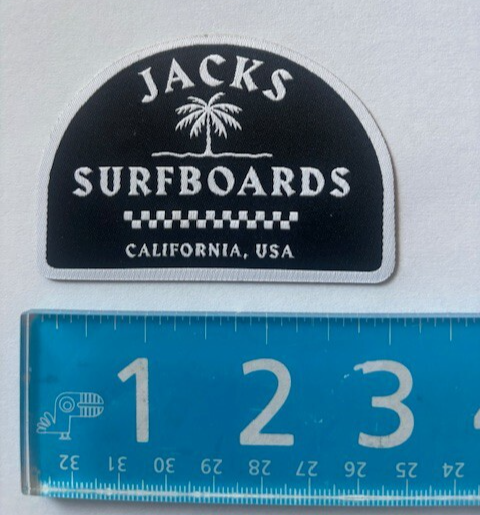 JACKS
SURFBOARDS
CALIFORNIA, USA
1 2 3
32 31 30 29 28 27 26 25 24